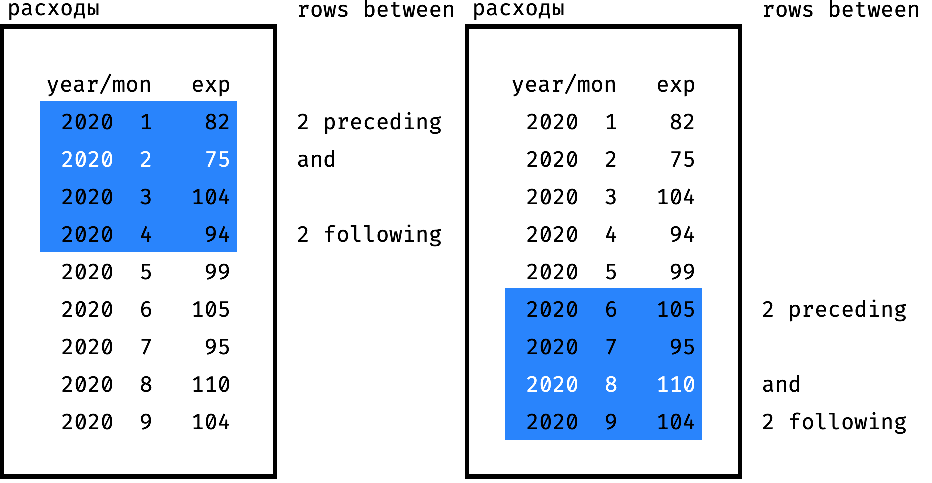 расходы
rows between
year/mon exp
2020 1 82
2 preceding
2020 2 75
and
2020 3 104
2020 4 94
2 following
2020 5 99
2020 6 105
2020 7 95
2020 8 110
2020 9 104
расходы
rows between
year/mon exp
2020 1 82
2020 2 75
2020 3 104
2020 4 94
2020 5 99
2020 6 105
2 preceding
2020 7 95
2020 8 110
and
2020 9 104
2 following